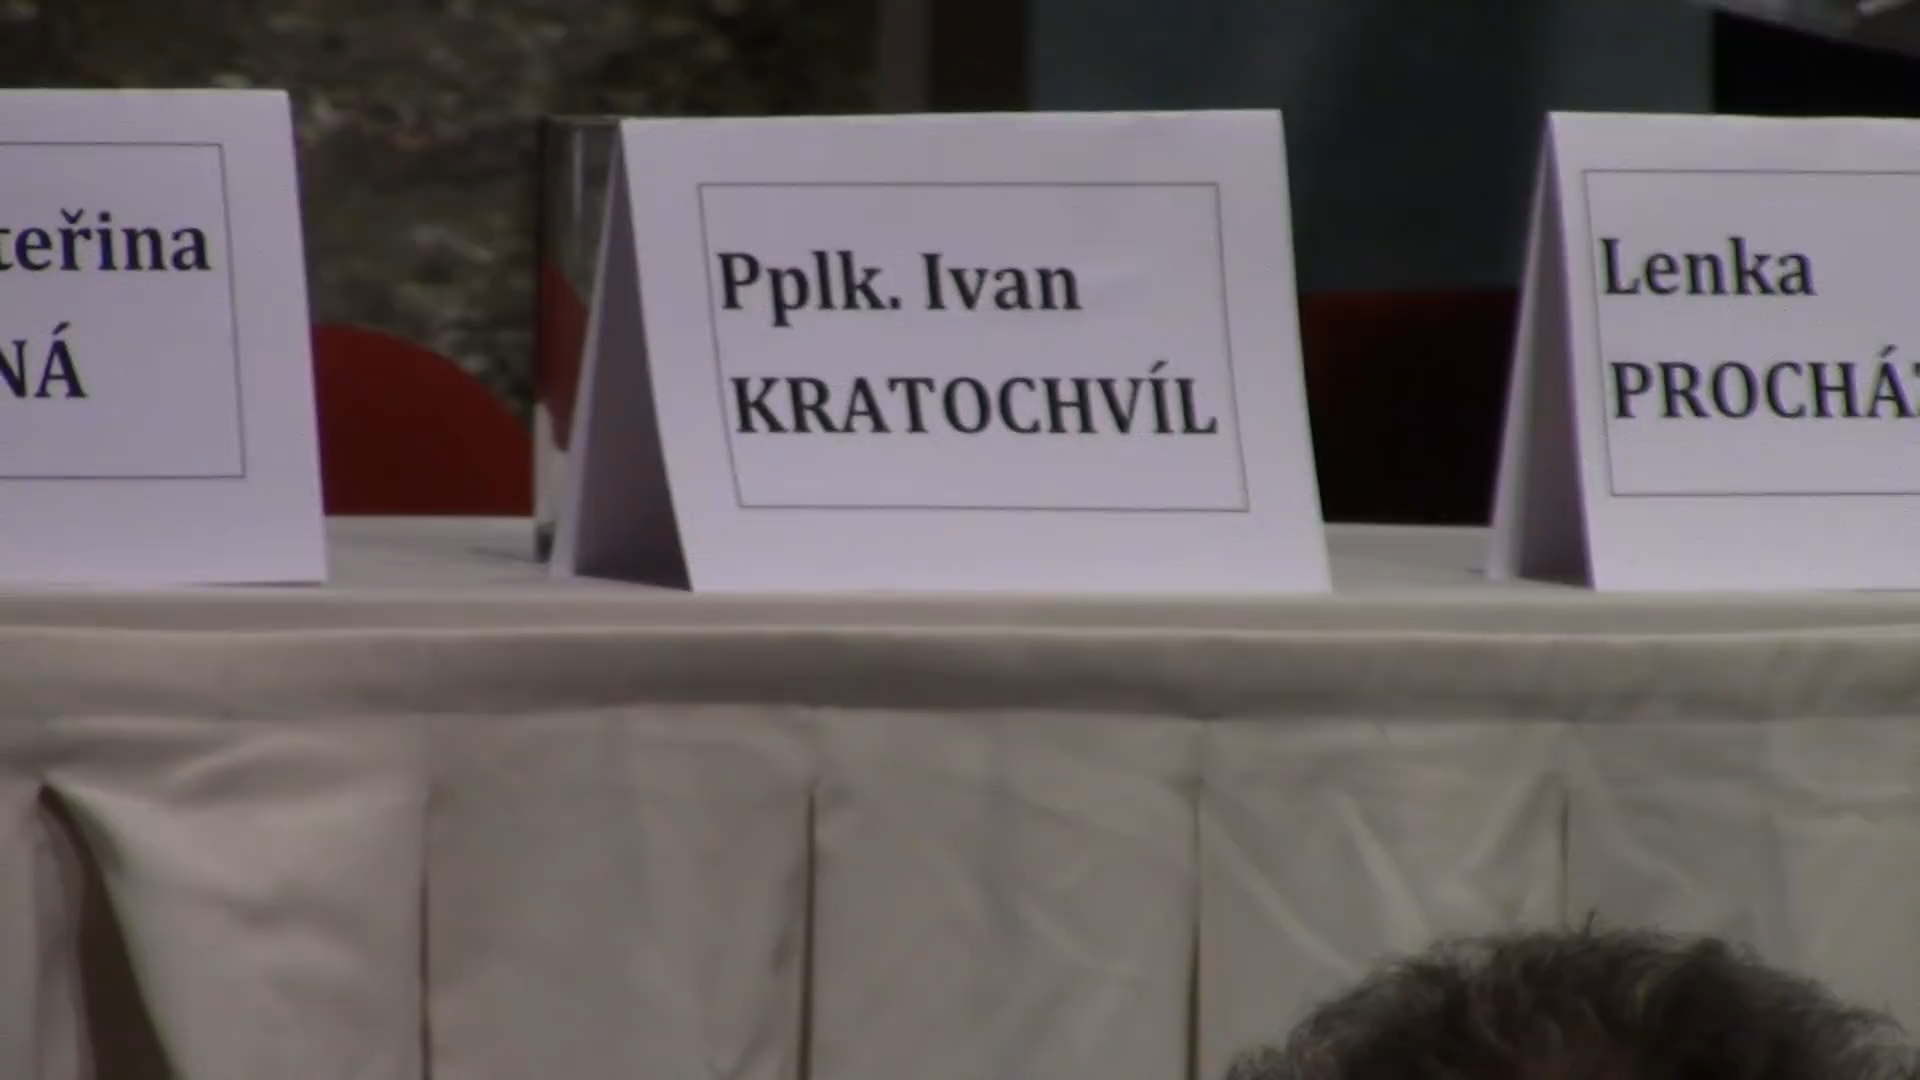 teřina
NÁ
Pplk. Ivan
KRATOCHVÍL
Lenka
PROCHÁ